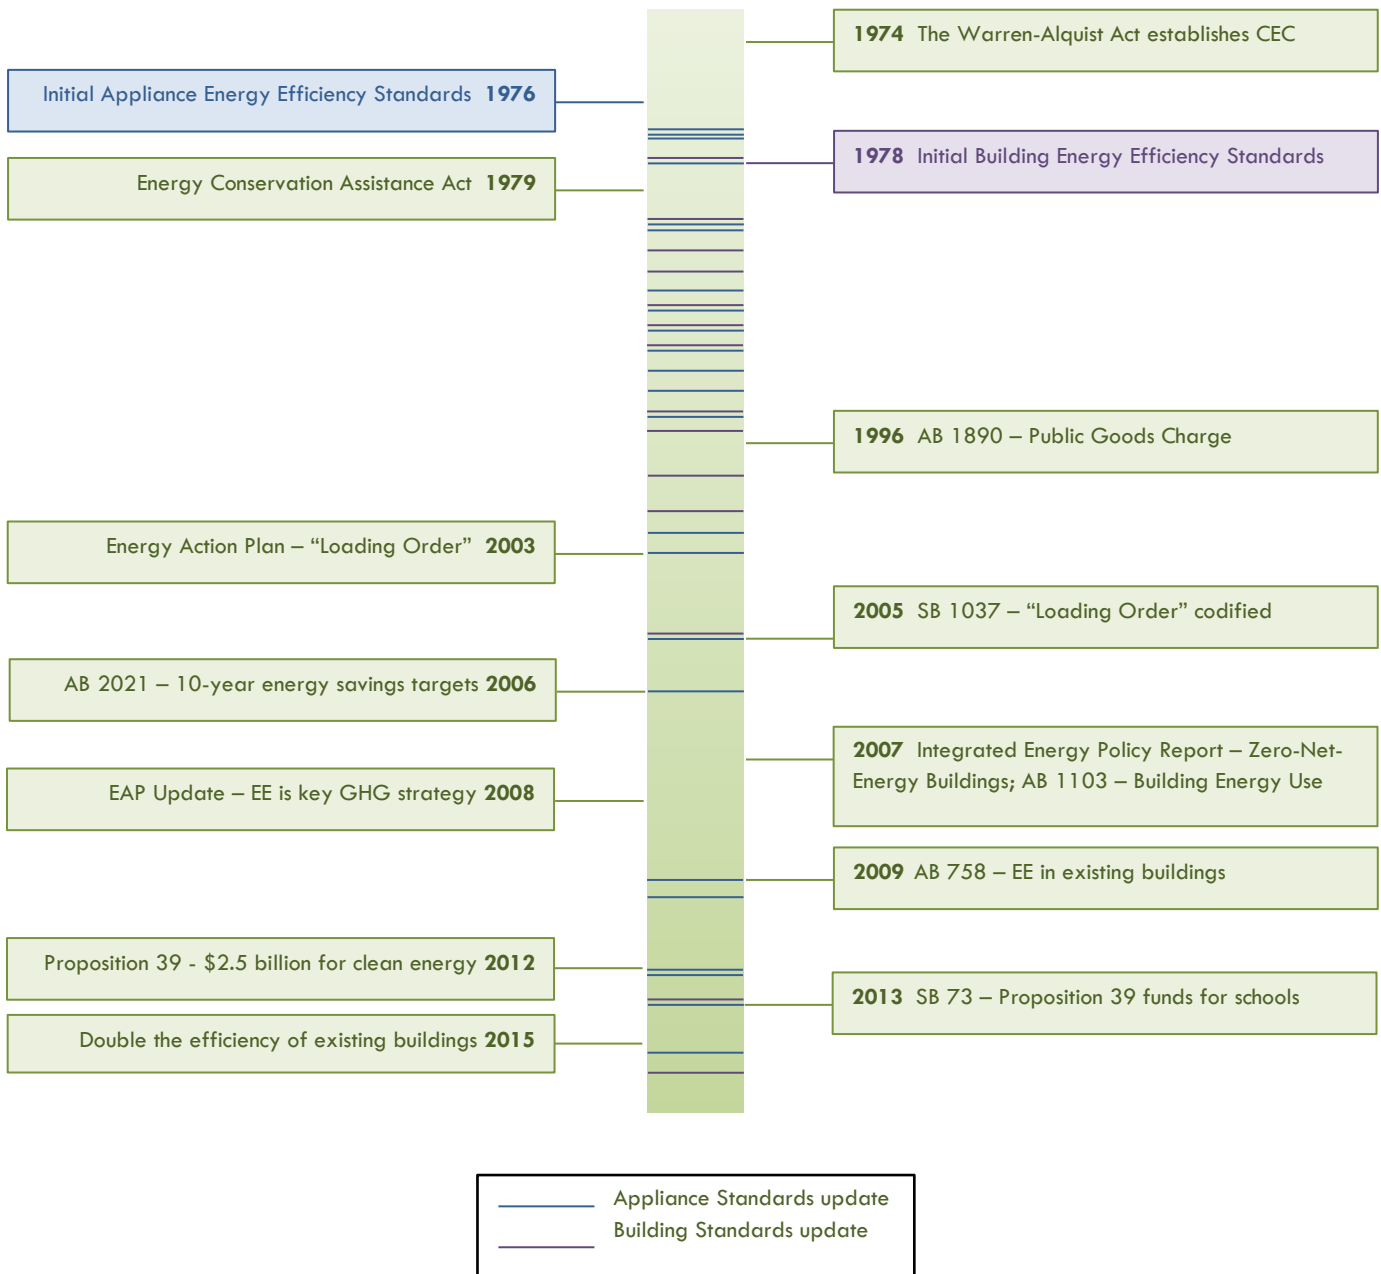 1974 The Warren-Alquist Act establishes CEC
Initial Appliance Energy Efficiency Standards 1976
1978 Initial Building Energy Efficiency Standards
Energy Conservation Assistance Act 1979
1996 AB 1890 – Public Goods Charge
Energy Action Plan – “Loading Order” 2003
2005 SB 1037 – “Loading Order” codified
AB 2021 – 10-year energy savings targets 2006
2007 Integrated Energy Policy Report – Zero-Net-
Energy Buildings; AB 1103 – Building Energy Use
EAP Update – EE is key GHG strategy 2008
2009 AB 758 – EE in existing buildings
Proposition 39 - $2.5 billion for clean energy 2012
2013 SB 73 – Proposition 39 funds for schools
Double the efficiency of existing buildings 2015
Appliance Standards update
Building Standards update